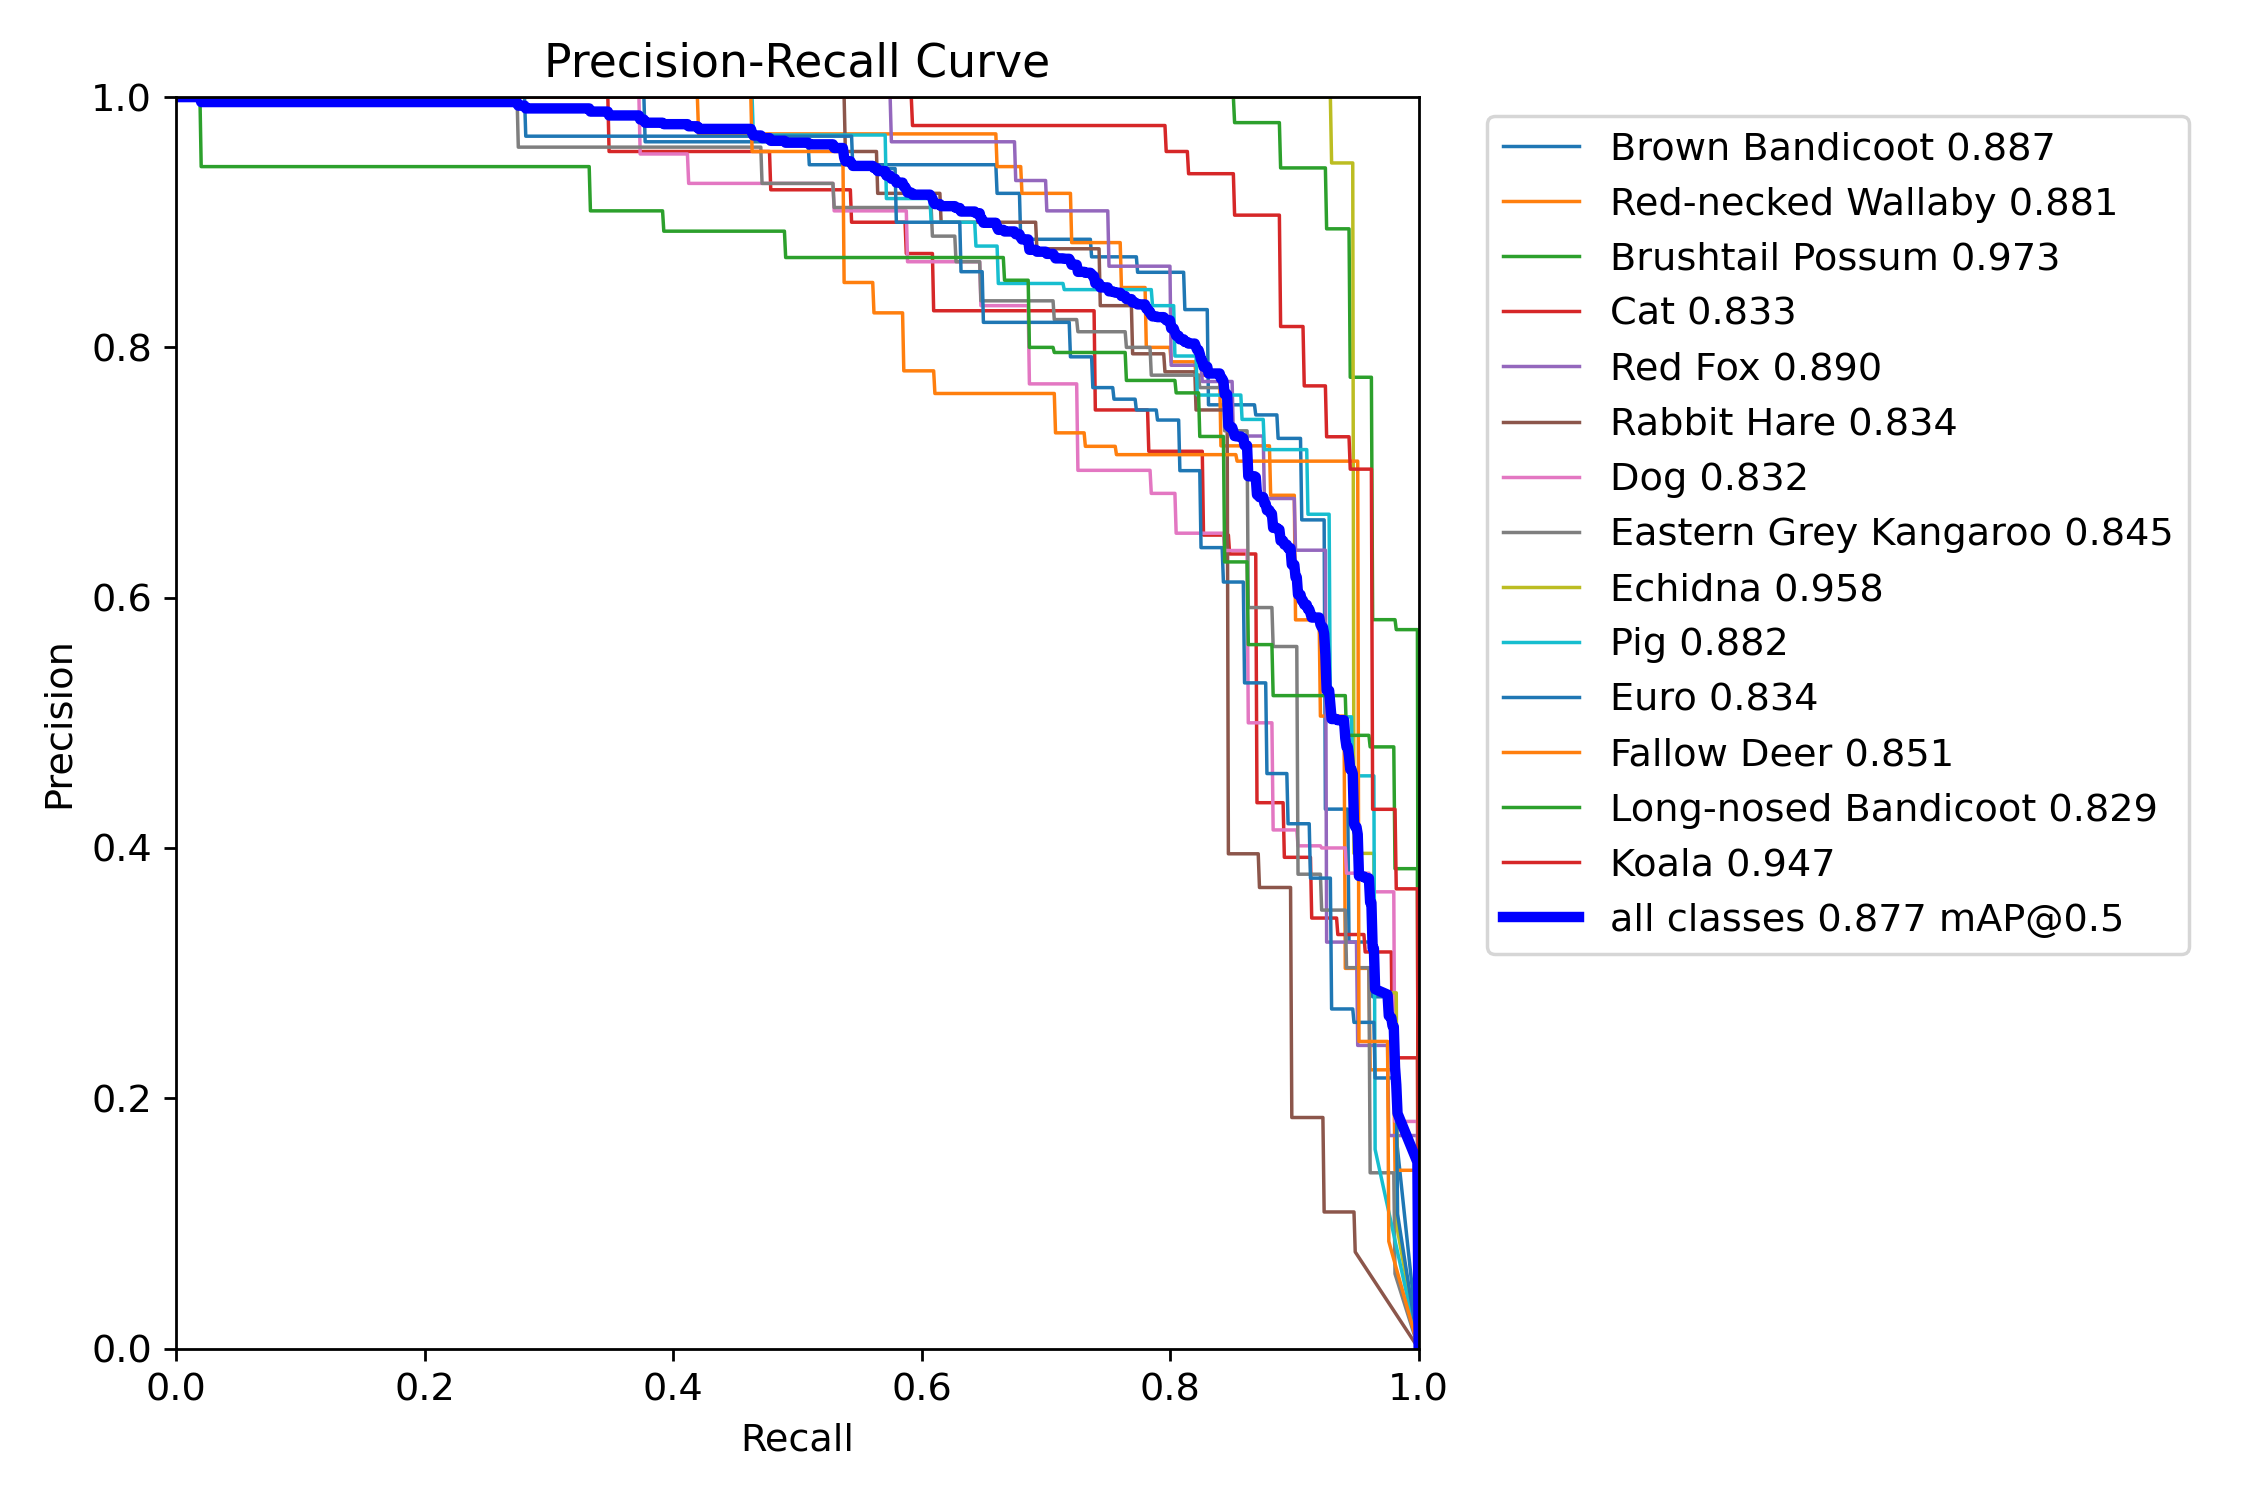 Precision-Recall Curve
1.0
0.8
0.6
0.4
0.2
0.0
Precision
0.0 0.2 0.4 0.6 0.8 1.0
Recall
Brown Bandicoot 0.887
Red-necked Wallaby 0.881
Brushtail Possum 0.973
Cat 0.833
Red Fox 0.890
Rabbit Hare 0.834
Dog 0.832
Eastern Grey Kangaroo 0.845
Echidna 0.958
Pig 0.882
Euro 0.834
Fallow Deer 0.851
Long-nosed Bandicoot 0.829
Koala 0.947
all classes 0.877 mAP@0.5